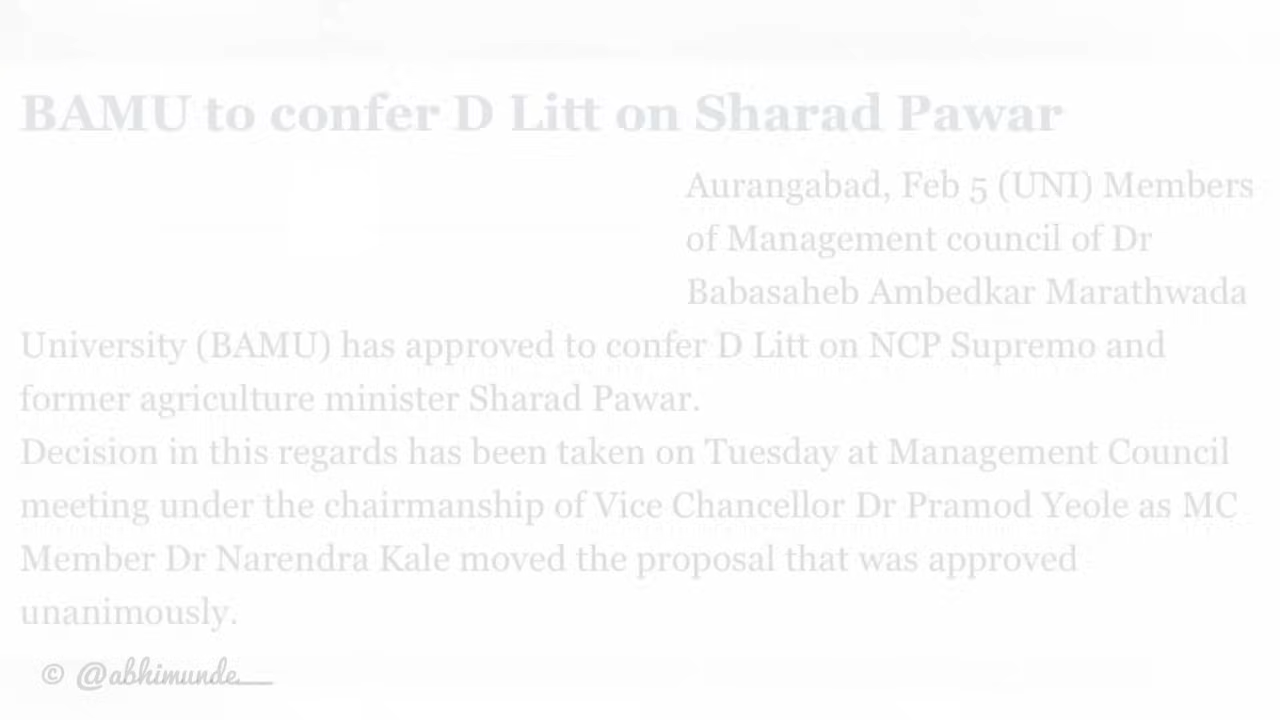 BAMU to confer D Litt on Sharad Pawar
Aurangabad, Feb 5 (UNI) Members
of Management council of Dr
Babasaheb Ambedkar Marathwada
University (BAMU) has approved to confer D Litt on NCP Supremo and
former agriculture minister Sharad Pawar.
Decision in this regards has been taken on Tuesday at Management Council
meeting under the chairmanship of Vice Chancellor Dr Pramod Yeole as MC
Member Dr Narendra Kale moved the proposal that was approved
unanimously.
© @abhimunde__